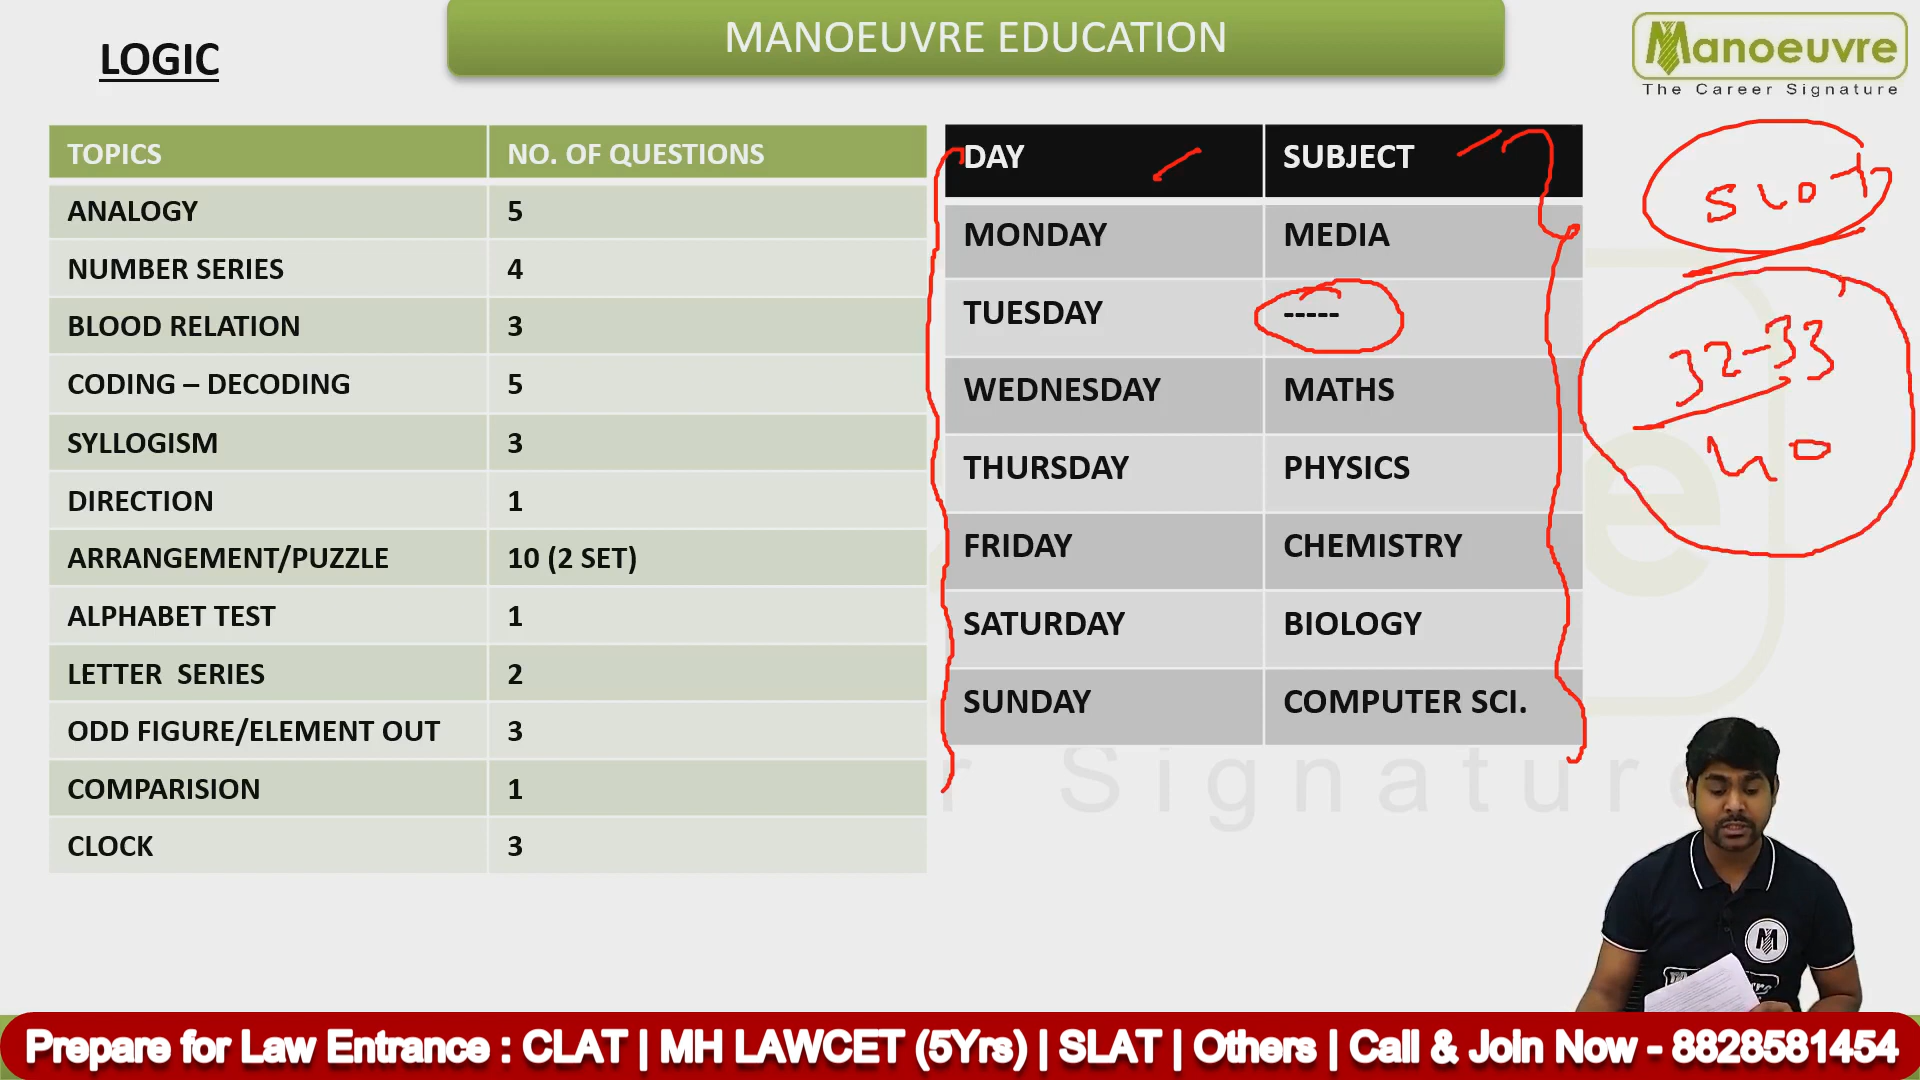 LOGIC
MANOEUVRE EDUCATION
Manoeuvre
The Career Signature
TOPICS NO. OF QUESTIONS
ANALOGY 5
NUMBER SERIES 4
BLOOD RELATION 3
CODING – DECODING 5
SYLLOGISM 3
DIRECTION 1
ARRANGEMENT/PUZZLE 10 (2 SET)
ALPHABET TEST 1
LETTER SERIES 2
ODD FIGURE/ELEMENT OUT 3
COMPARISION 1
CLOCK 3
DAY SUBJECT
MONDAY MEDIA
TUESDAY -----
WEDNESDAY MATHS
THURSDAY PHYSICS
FRIDAY CHEMISTRY
SATURDAY BIOLOGY
SUNDAY COMPUTER SCI.
SLOT
32-33
40
r Signature
M
Prepare for Law Entrance : CLAT | MH LAWCET (5Yrs) | SLAT | Others | Call & Join Now - 8828581454